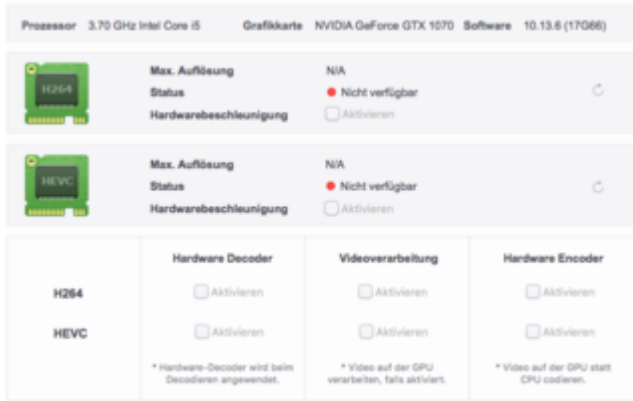 Prozessor 3.70 GHz Intel Core i5 Grafikkarte NVIDIA GeForce GTX 1070 Software 10.13.6 (17G66)
H264
Max. Auflösung N/A
Status Nicht verfügbar
Hardwarebeschleunigung Aktivieren
HEVC
Max. Auflösung N/A
Status Nicht verfügbar
Hardwarebeschleunigung Aktivieren
Hardware Decoder Videoverarbeitung Hardware Encoder
H264 Aktivieren Aktivieren Aktivieren
HEVC Aktivieren Aktivieren Aktivieren
* Hardware-Decoder wird beim * Video auf der GPU * Video auf der GPU statt
Decodieren angewendet. verarbeiten, falls aktiviert. CPU codieren.